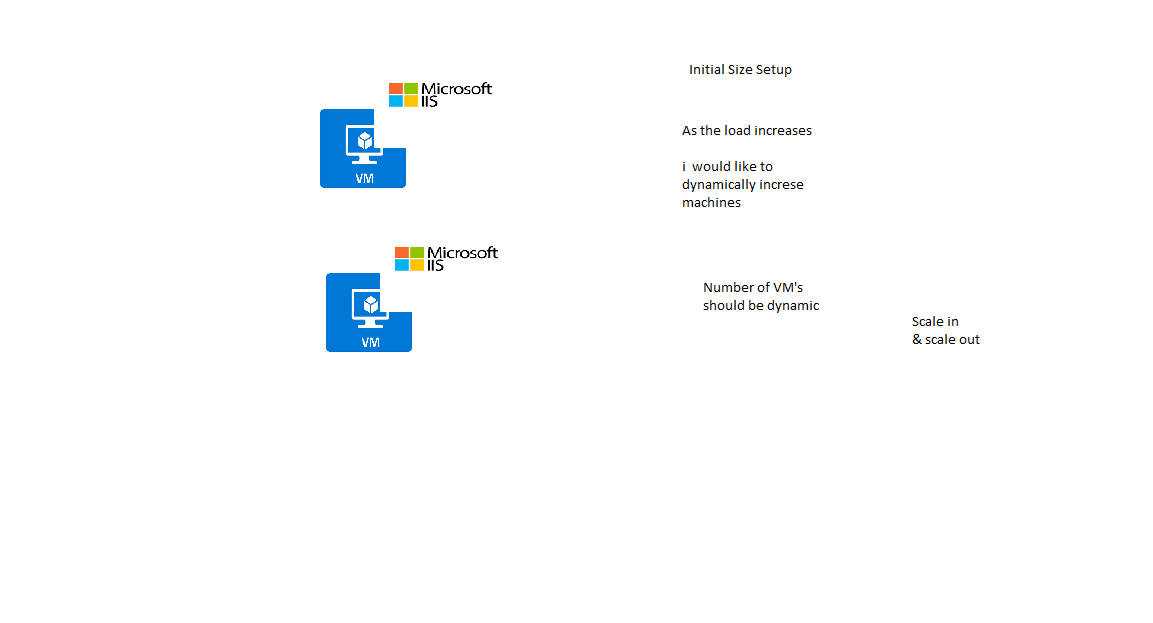 Initial Size Setup
Microsoft
IIS
As the load increases
i would like to
VM
dynamically increse
machines
Microsoft
IIS
Number of VM's
should be dynamic
Scale in
& scale out
VM